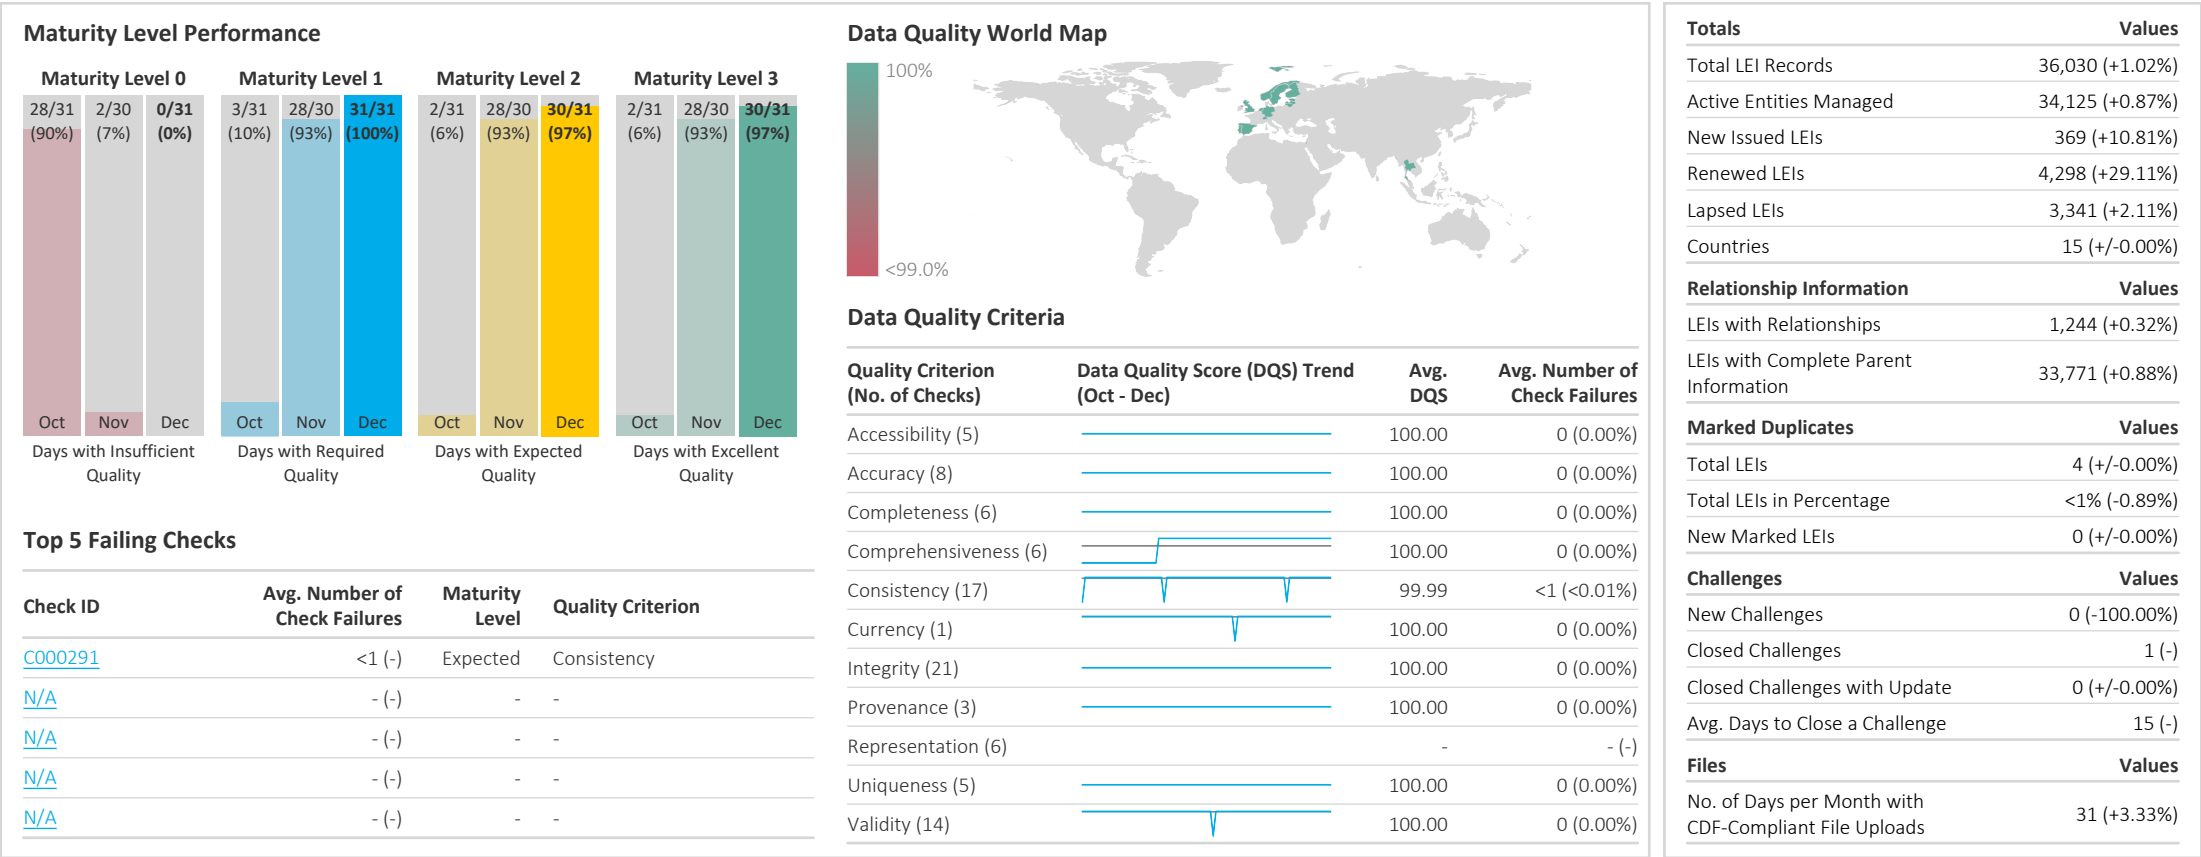 Maturity Level Performance
Maturity Level 0
Maturity Level 1
Maturity Level 2
Maturity Level 3
28/31 2/30 0/31
(90%) (7%) (0%)
3/31 28/30 31/31
(10%) (93%) (100%)
2/31 28/30 30/31
(6%) (93%) (97%)
2/31 28/30 30/31
(6%) (93%) (97%)
Oct Nov Dec
Oct Nov Dec
Oct Nov Dec
Oct Nov Dec
Days with Insufficient
Quality
Days with Required
Quality
Days with Expected
Quality
Days with Excellent
Quality
Top 5 Failing Checks
Check ID
Avg. Number of
Check Failures
Maturity
Level
Quality Criterion
C000291 <1 (-) Expected Consistency
N/A - (-) - -
N/A - (-) - -
N/A - (-) - -
N/A - (-) - -
Data Quality World Map
100%
<99.0%
Data Quality Criteria
Quality Criterion
(No. of Checks)
Data Quality Score (DQS) Trend
(Oct - Dec)
Avg.
DQS
Avg. Number of
Check Failures
Accessibility (5) 100.00 0 (0.00%)
Accuracy (8) 100.00 0 (0.00%)
Completeness (6) 100.00 0 (0.00%)
Comprehensiveness (6) 100.00 0 (0.00%)
Consistency (17) 99.99 <1 (<0.01%)
Currency (1) 100.00 0 (0.00%)
Integrity (21) 100.00 0 (0.00%)
Provenance (3) 100.00 0 (0.00%)
Representation (6) - - (-)
Uniqueness (5) 100.00 0 (0.00%)
Validity (14) 100.00 0 (0.00%)
Totals Values
Total LEI Records 36,030 (+1.02%)
Active Entities Managed 34,125 (+0.87%)
New Issued LEIs 369 (+10.81%)
Renewed LEIs 4,298 (+29.11%)
Lapsed LEIs 3,341 (+2.11%)
Countries 15 (+/-0.00%)
Relationship Information Values
LEIs with Relationships 1,244 (+0.32%)
LEIs with Complete Parent
Information 33,771 (+0.88%)
Marked Duplicates Values
Total LEIs 4 (+/-0.00%)
Total LEIs in Percentage <1% (-0.89%)
New Marked LEIs 0 (+/-0.00%)
Challenges Values
New Challenges 0 (-100.00%)
Closed Challenges 1 (-)
Closed Challenges with Update 0 (+/-0.00%)
Avg. Days to Close a Challenge 15 (-)
Files Values
No. of Days per Month with
CDF-Compliant File Uploads 31 (+3.33%)